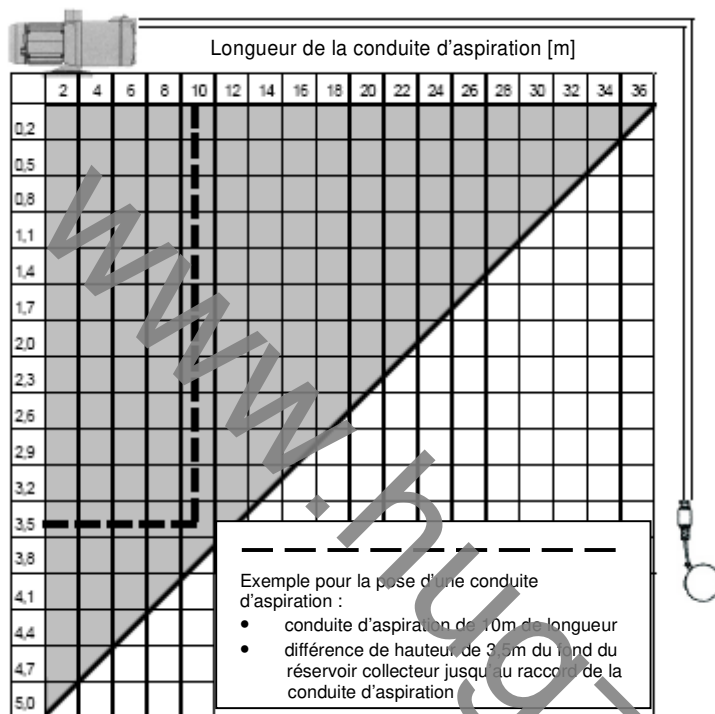 Longueur de la conduite d'aspiration [m]
2 4 6 8 10 12 14 16 18 20 22 24 26 28 30 32 34 36
0,2
0,5
0,8
1,1
1,4
1,7
2,0
2,3
2,6
2,9
3,2
3,5
3,8
4,1
4,4
4,7
5,0
Exemple pour la pose d'une conduite
d'aspiration :
• conduite d'aspiration de 10m de longueur
• différence de hauteur de 3,5m du fond du
réservoir collecteur jusqu'au raccord de la
conduite d'aspiration
www.hug-